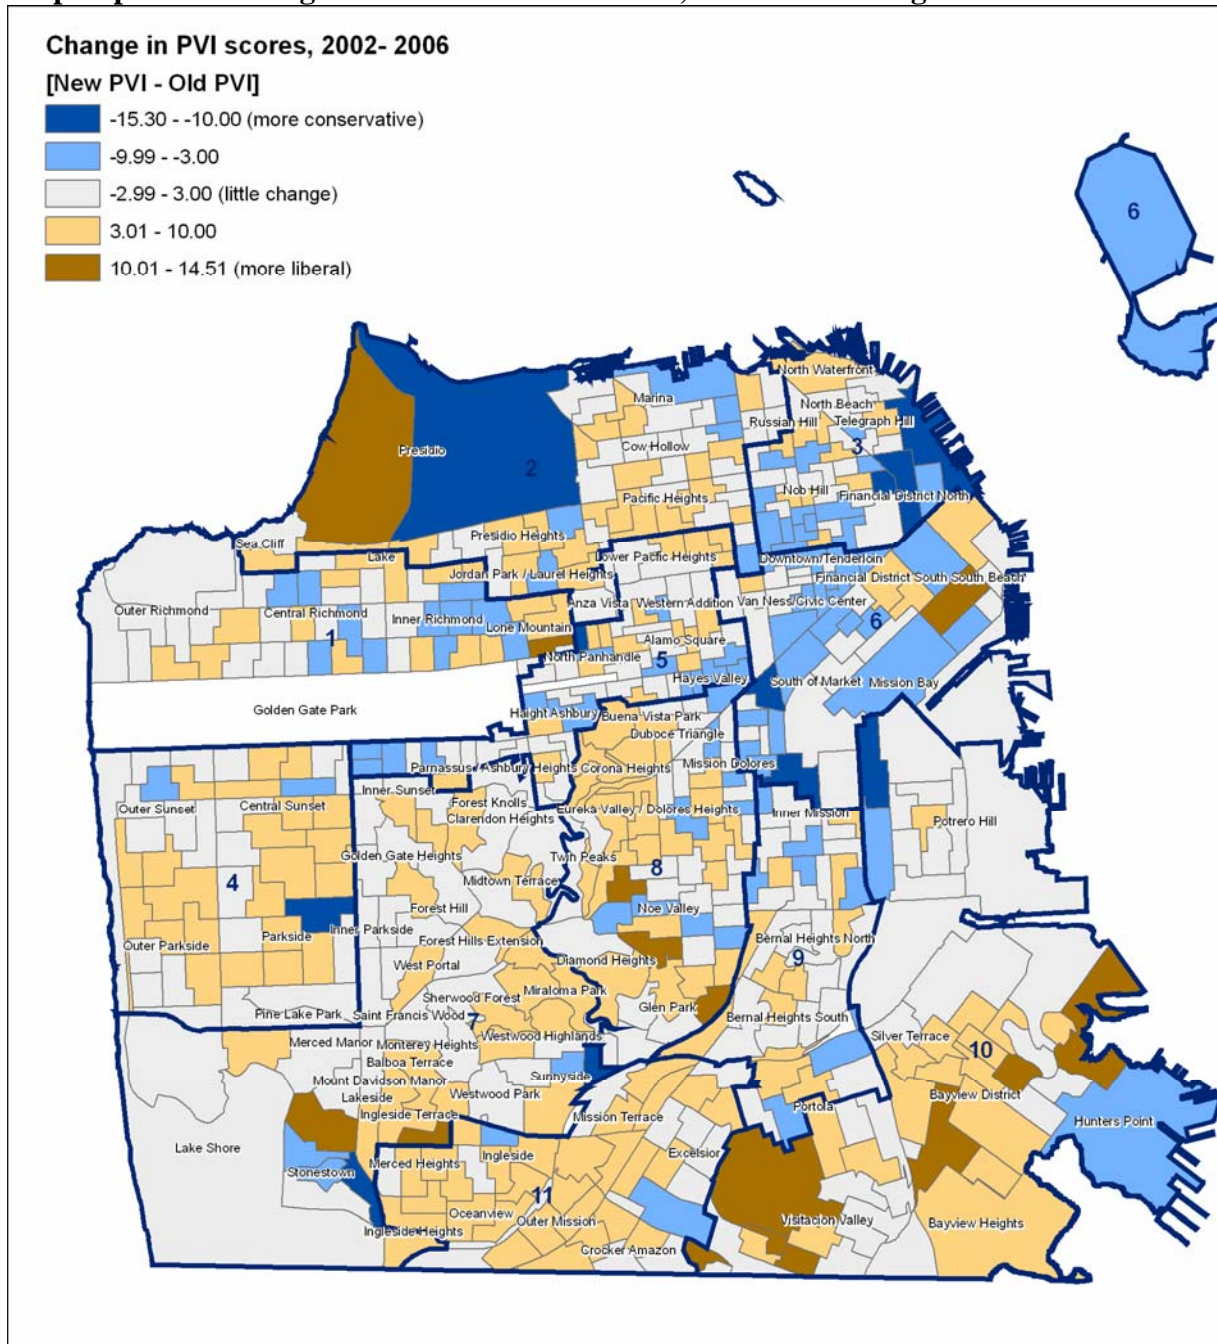 Change in PVI scores, 2002- 2006
[New PVI - Old PVI]
-15.30 - -10.00 (more conservative)
-9.99 - -3.00
-2.99 - 3.00 (little change)
3.01 - 10.00
10.01 - 14.51 (more liberal)
6
North Waterfront
Marina
North Beach
Russian Hill
Telegraph Hill
3
Cow Hollow
Presidio
2
Nob Hill
Financial District North
Pacific Heights
Presidio Heights
Sea Cliff
Lake
Lower Pacfic Heights
Downtown/Tenderloin
Jordan Park / Laurel Heights
Financial District South
South Beach
Outer Richmond
Central Richmond
Inner Richmond
Anza Vista
Western Addition
Van Ness/Civic Center
1
Lone Mountain
6
Alamo Square
North Panhandle
5
Hayes Valley
South of Market
Mission Bay
Golden Gate Park
Haight Ashbury
Buena Vista Park
Duboce Triangle
Parnassus / Ashbury Heights
Corona Heights
Mission Dolores
Inner Sunset
Outer Sunset
Central Sunset
Forest Knolls
Clarendon Heights
Eureka Valley / Dolores Heights
Inner Mission
Potrero Hill
Golden Gate Heights
Twin Peaks
8
4
Midtown Terrace
Forest Hill
Noe Valley
Inner Parkside
Parkside
Outer Parkside
Forest Hills Extension
Bernal Heights North
9
West Portal
Diamond Heights
Sherwood Forest
Miraloma Park
Glen Park
Pine Lake Park
Saint Francis Wood
7
Bernal Heights South
Merced Manor
Monterey Heights
Westwood Highlands
Silver Terrace
10
Balboa Terrace
Mount Davidson Manor
Sunnyside
Lakeside
Westwood Park
Bayview District
Ingleside Terrace
Mission Terrace
Portola
Hunters Point
Lake Shore
Merced Heights
Ingleside
Excelsior
Stonestown
11
Oceanview
Outer Mission
Visitacion Valley
Bayview Heights
Ingleside Heights
Crocker Amazon